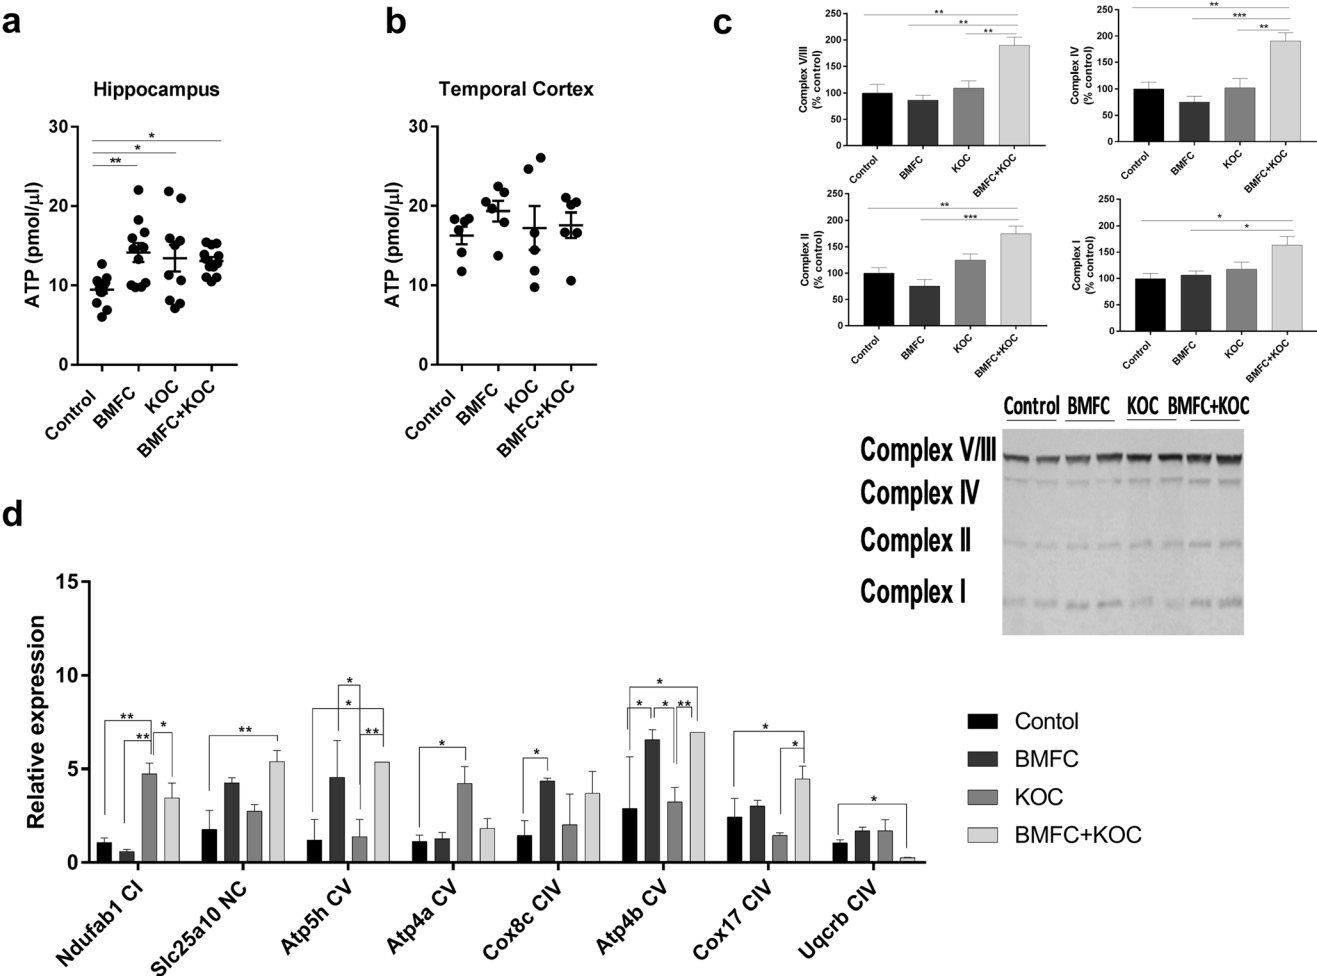 a
Hippocampus
ATP (pmol/µl)
30
20
10
0
*
*
**
Control
BMFC
KOC
BMFC+KOC
b
Temporal Cortex
ATP (pmol/µl)
30
20
10
0
Control
BMFC
KOC
BMFC+KOC
c
Complex V/III
(% control)
250
200
150
100
50
0
**
**
**
Control
BMFC
KOC
BMFC+KOC
Complex IV
(% control)
250
200
150
100
50
0
**
***
**
Control
BMFC
KOC
BMFC+KOC
Complex II
(% control)
250
200
150
100
50
0
**
***
Control
BMFC
KOC
BMFC+KOC
Complex I
(% control)
250
200
150
100
50
0
*
*
Control
BMFC
KOC
BMFC+KOC
Control BMFC KOC BMFC+KOC
Complex V/III
Complex IV
Complex II
Complex I
d
Relative expression
15
10
5
0
** ** *
**
* * **
*
*
* * * **
* *
*
Ndufab1 CI
Slc25a10 NC
Atp5h CV
Atp4a CV
Cox8c CIV
Atp4b CV
Cox17 CIV
Uqcrb CIV
Contol
BMFC
KOC
BMFC+KOC